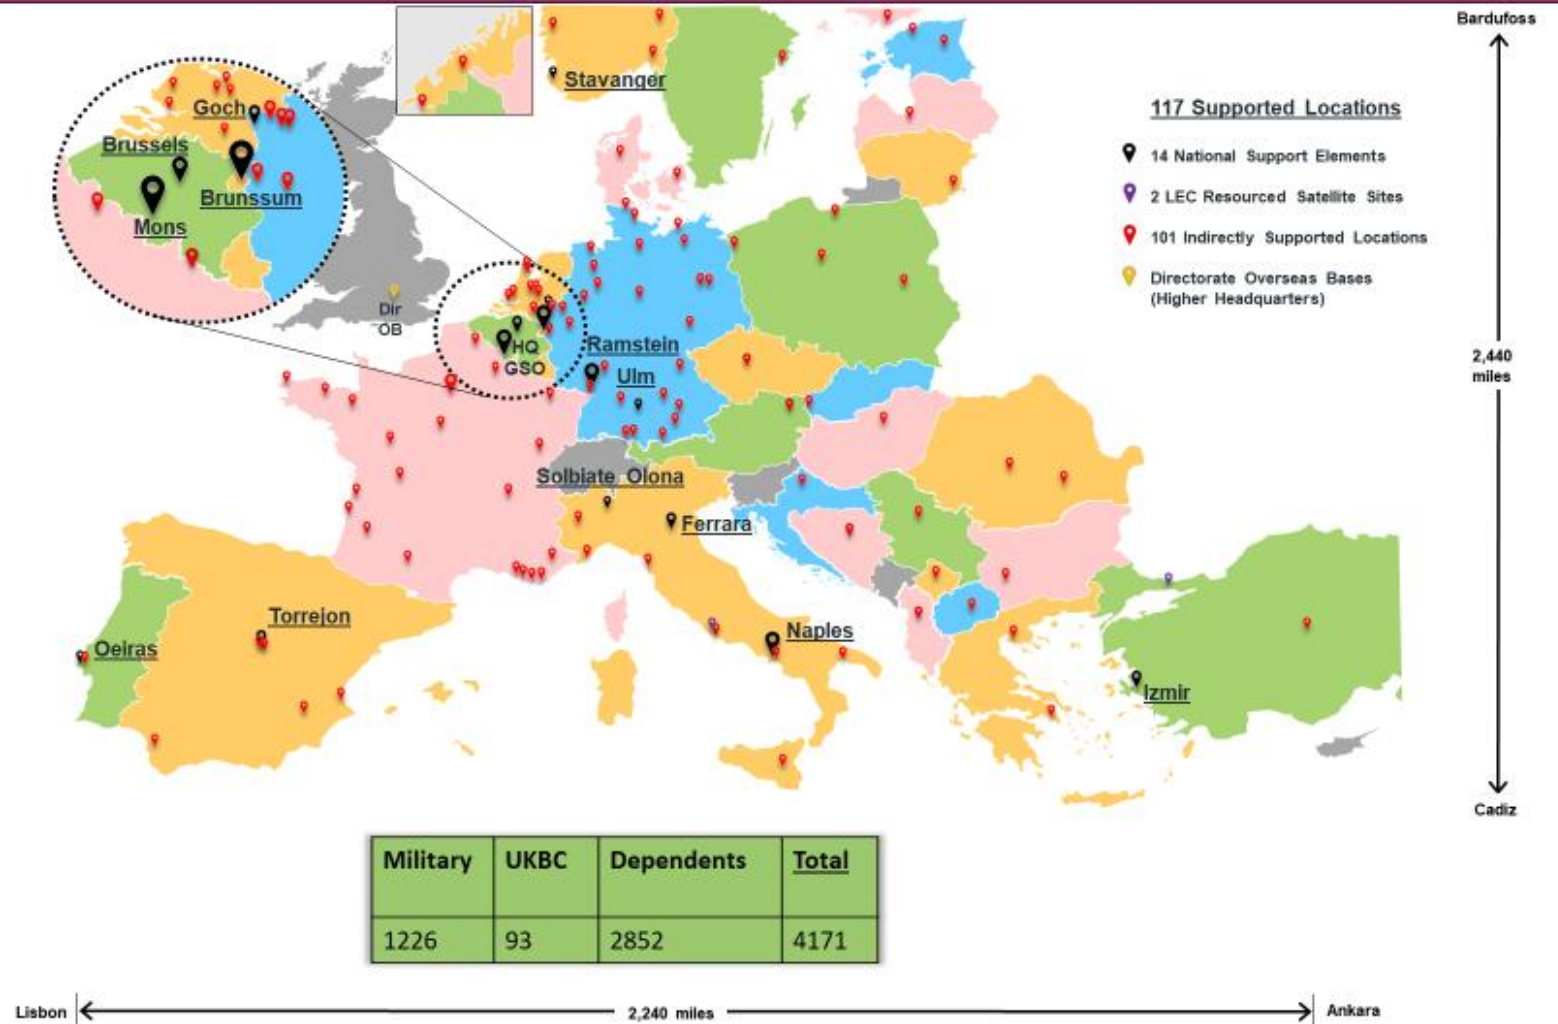 Bardufoss
Stavanger
Goch
Brussels
Brunssum
Mons
117 Supported Locations
14 National Support Elements
2 LEC Resourced Satellite Sites
101 Indirectly Supported Locations
Directorate Overseas Bases
(Higher Headquarters)
Dir
OB
HQ
GSO
Ramstein
Ulm
2,440
miles
Solbiate Olona
Ferrara
Torrejon
Oeiras
Naples
Izmir
Cadiz
Military UKBC Dependents Total
1226 93 2852 4171
Lisbon 2,240 miles Ankara